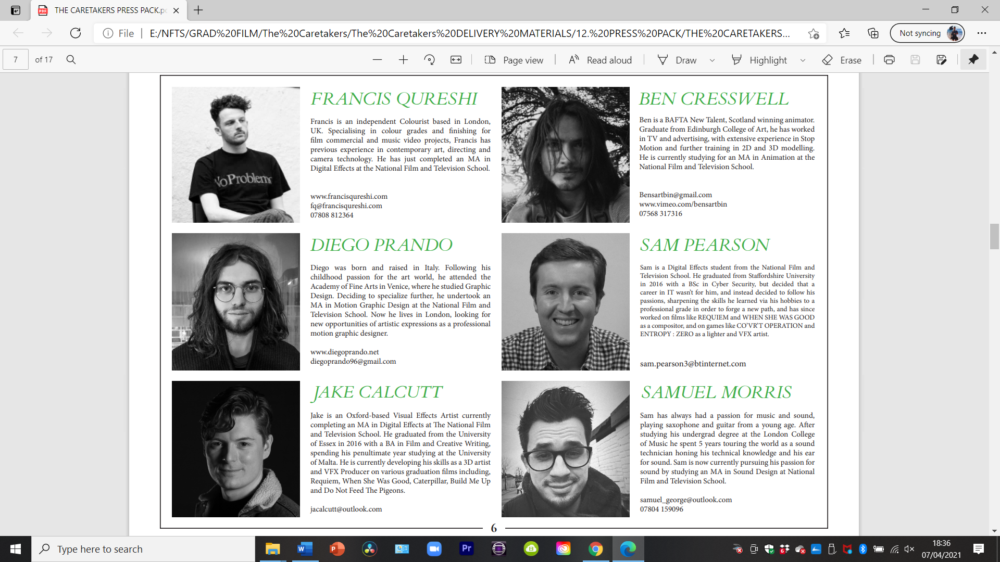 THE CARETAKERS PRESS PACK.p
File
E:/NFTS/GRAD%20FILM/The%20Caretakers/The%20Caretakers%20DELIVERY%20MATERIALS/12.%20PRESS%20PACK/THE%20CARETAKERS...
Not syncing
7 of 17
Page view
Read aloud
Draw
Highlight
Erase
NoProblem
FRANCIS QURESHI
Francis is an independent Colourist based in London,
UK. Specialising in colour grades and finishing for
film commercial and music video projects, Francis has
previous experience in contemporary art, directing and
camera technology. He has just completed an MA in
Digital Effects at the National Film and Television School.
www.francisqureshi.com
fq@francisqureshi.com
07808 812364
BEN CRESSWELL
Ben is a BAFTA New Talent, Scotland winning animator.
Graduate from Edinburgh College of Art, he has worked
in TV and advertising, with extensive experience in Stop
Motion and further training in 2D and 3D modelling.
He is currently studying for an MA in Animation at the
National Film and Television School.
Bensartbin@gmail.com
www.vimeo.com/bensartbin
07568 317316
DIEGO PRANDO
Diego was born and raised in Italy. Following his
childhood passion for the art world, he attended the
Academy of Fine Arts in Venice, where he studied Graphic
Design. Deciding to specialize further, he undertook an
MA in Motion Graphic Design at the National Film and
Television School. Now he lives in London, looking for
new opportunities of artistic expressions as a professional
motion graphic designer.
www.diegoprando.net
diegoprando96@gmail.com
SAM PEARSON
Sam is a Digital Effects student from the National Film and
Television School. He graduated from Staffordshire University
in 2016 with a BSc in Cyber Security, but decided that a
career in IT wasn't for him, and instead decided to follow his
passions, sharpening the skills he learned via his hobbies to a
professional grade in order to forge a new path, and has since
worked on films like REQUIEM and WHEN SHE WAS GOOD
as a compositor, and on games like CO'VR'T OPERATION and
ENTROPY : ZERO as a lighter and VFX artist.
sam.pearson3@btinternet.com
JAKE CALCUTT
Jake is an Oxford-based Visual Effects Artist currently
completing an MA in Digital Effects at The National Film
and Television School. He graduated from the University
of Essex in 2016 with a BA in Film and Creative Writing,
spending his penultimate year studying at the University
of Malta. He is currently developing his skills as a 3D artist
and VFX Producer on various graduation films including,
Requiem, When She Was Good, Caterpillar, Build Me Up
and Do Not Feed The Pigeons.
jacalcutt@outlook.com
SAMUEL MORRIS
Sam has always had a passion for music and sound,
playing saxophone and guitar from a young age. After
studying his undergrad degree at the London College
of Music he spent 5 years touring the world as a sound
technician honing his technical knowledge and his ear
for sound. Sam is now currently pursuing his passion for
sound by studying an MA in Sound Design at National
Film and Television School.
samuel_george@outlook.com
07804 159096
6
Type here to search
Pr
18:36
07/04/2021